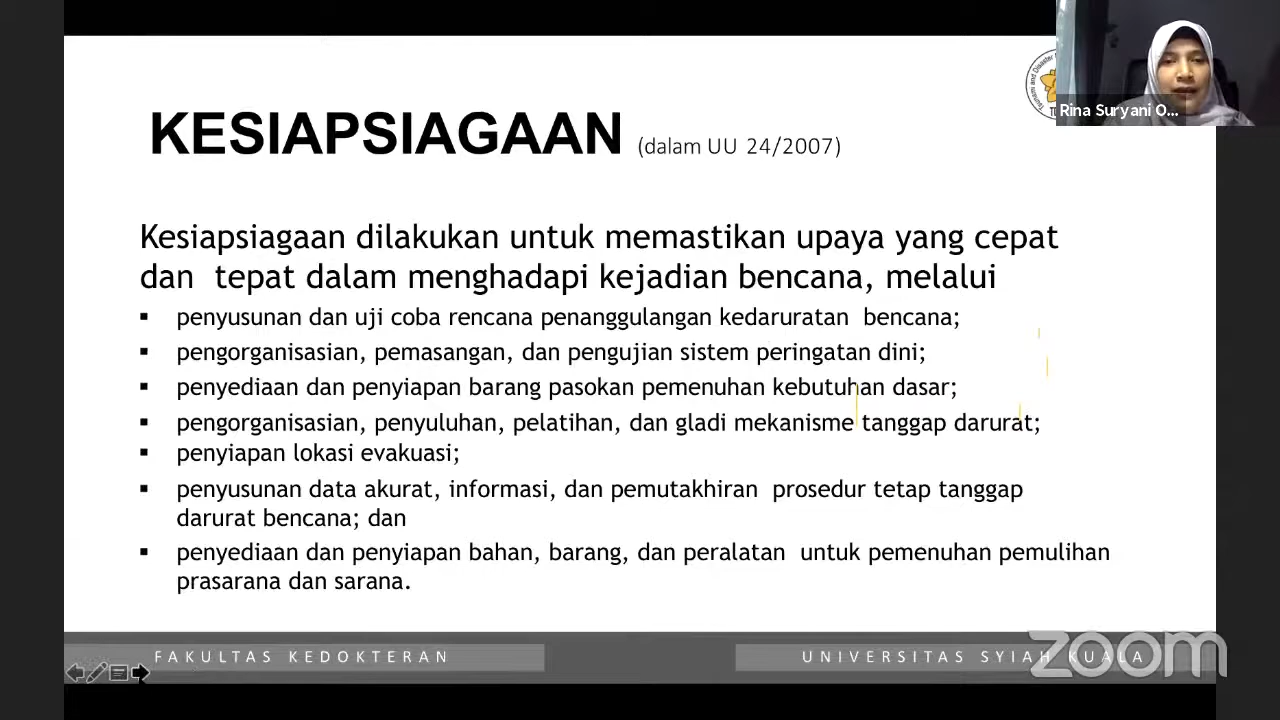 KESIAPSIAGAAN (dalam UU 24/2007)
Kesiapsiagaan dilakukan untuk memastikan upaya yang cepat
dan tepat dalam menghadapi kejadian bencana, melalui
▪ penyusunan dan uji coba rencana penanggulangan kedaruratan bencana;
▪ pengorganisasian, pemasangan, dan pengujian sistem peringatan dini;
▪ penyediaan dan penyiapan barang pasokan pemenuhan kebutuhan dasar;
▪ pengorganisasian, penyuluhan, pelatihan, dan gladi mekanisme tanggap darurat;
▪ penyiapan lokasi evakuasi;
▪ penyusunan data akurat, informasi, dan pemutakhiran prosedur tetap tanggap
darurat bencana; dan
▪ penyediaan dan penyiapan bahan, barang, dan peralatan untuk pemenuhan pemulihan
prasarana dan sarana.
Rina Suryani O...
Tsunami and Disaster
FAKULTAS KEDOKTERAN
UNIVERSITAS SYIAH KUALA
zoom